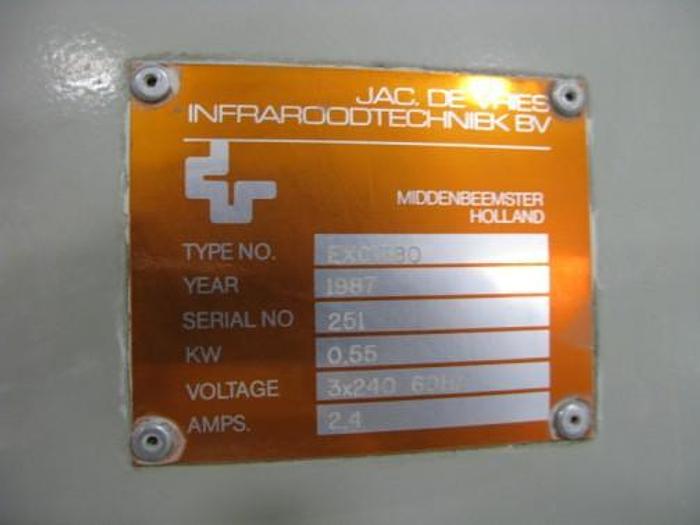 JAC. DE VRIES
INFRAROODTECHNIEK BV
MIDDENBEEMSTER
HOLLAND
TYPE NO.
YEAR 1987
SERIAL NO 251
KW 0.55
VOLTAGE 3x240 60Hz
AMPS. 2.4